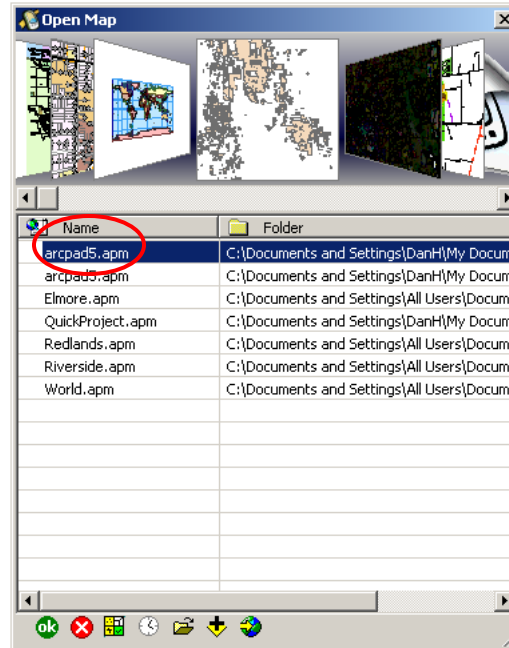 Open Map
Name Folder
arcpad5.apm C:\Documents and Settings\DanH\My Docum
arcpad5.apm C:\Documents and Settings\DanH\My Docum
Elmore.apm C:\Documents and Settings\All Users\Docum
QuickProject.apm C:\Documents and Settings\DanH\My Docum
Redlands.apm C:\Documents and Settings\All Users\Docum
Riverside.apm C:\Documents and Settings\All Users\Docum
World.apm C:\Documents and Settings\All Users\Docum
ok